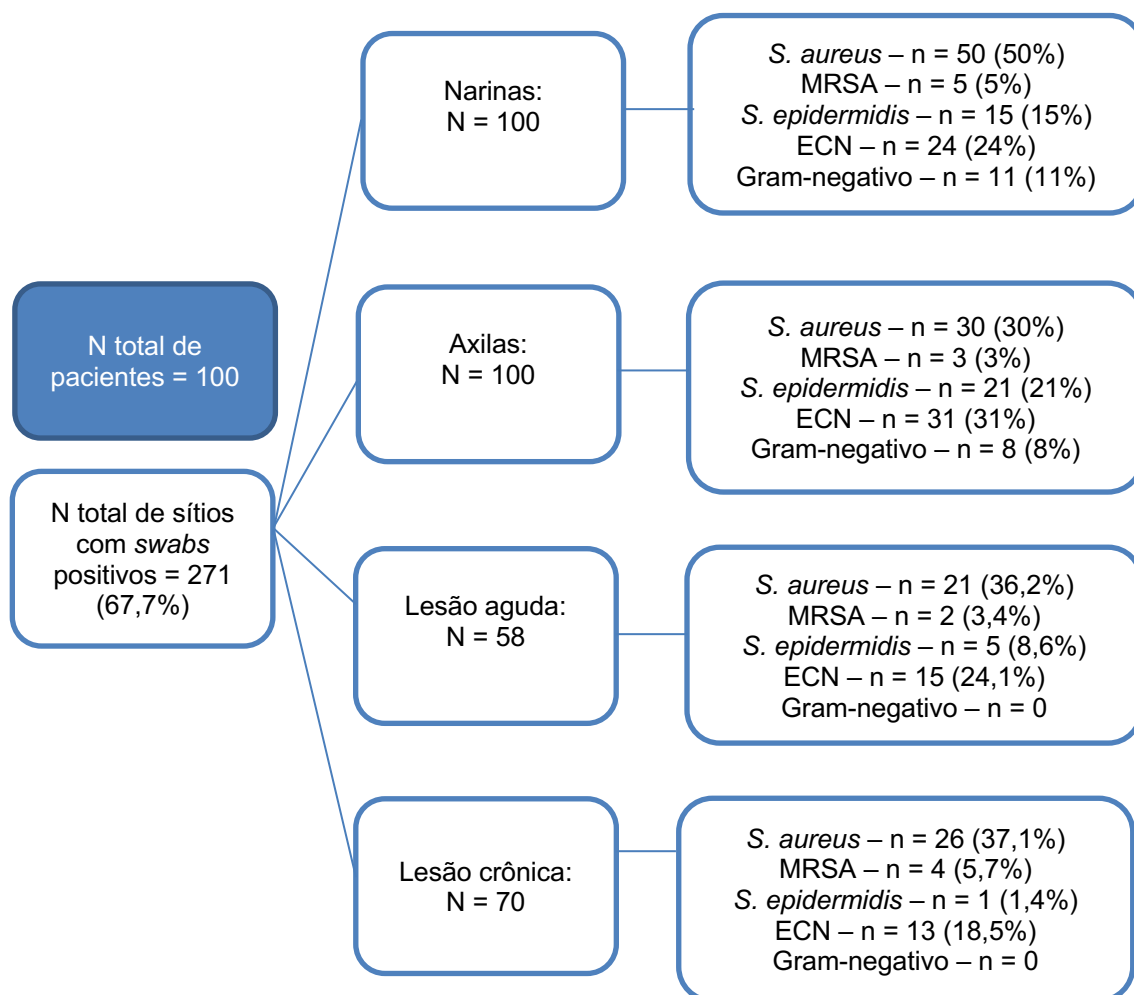 N total de
pacientes = 100
N total de sítios
com swabs
positivos = 271
(67,7%)
Narinas:
N = 100
S. aureus – n = 50 (50%)
MRSA – n = 5 (5%)
S. epidermidis – n = 15 (15%)
ECN – n = 24 (24%)
Gram-negativo – n = 11 (11%)
Axilas:
N = 100
S. aureus – n = 30 (30%)
MRSA – n = 3 (3%)
S. epidermidis – n = 21 (21%)
ECN – n = 31 (31%)
Gram-negativo – n = 8 (8%)
Lesão aguda:
N = 58
S. aureus – n = 21 (36,2%)
MRSA – n = 2 (3,4%)
S. epidermidis – n = 5 (8,6%)
ECN – n = 15 (24,1%)
Gram-negativo – n = 0
Lesão crônica:
N = 70
S. aureus – n = 26 (37,1%)
MRSA – n = 4 (5,7%)
S. epidermidis – n = 1 (1,4%)
ECN – n = 13 (18,5%)
Gram-negativo – n = 0